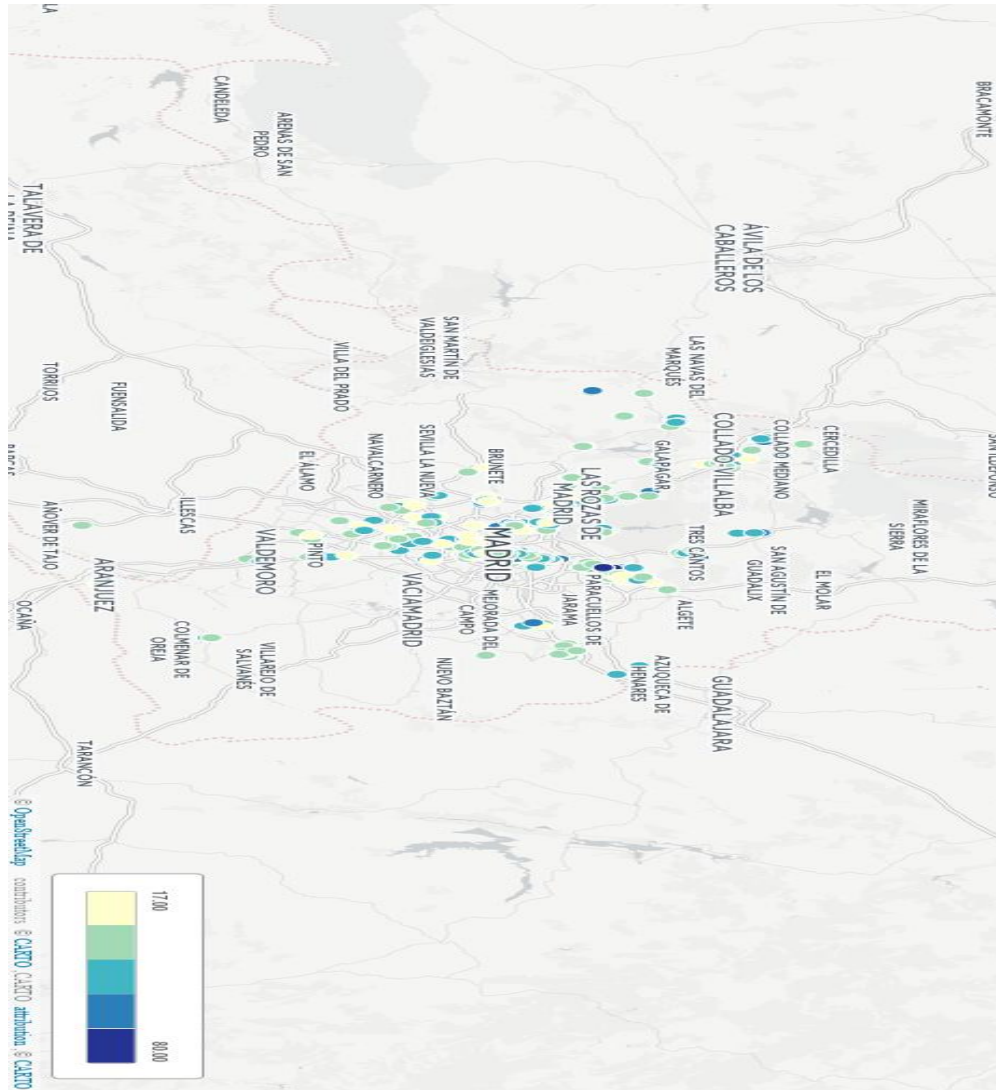 BRACAMONTE
MIRAFLORES DE LA
SIERRA
CERCEDILLA
EL MOLAR
COLLADO MEDIANO
SAN AGUSTÍN DE
GUADALIX
ÁVILA DE LOS
CABALLEROS
COLLADO VILLALBA
GUADALAJARA
LAS NAVAS DEL
MARQUÉS
TRES CANTOS
ALGETE
GALAPAGAR
AZUQUECA DE
HENARES
LAS ROZAS DE
MADRID
PARACUELLOS DE
JARAMA
MADRID
BRUNETE
MEJORADA DEL
CAMPO
SAN MARTÍN DE
VALDEIGLESIAS
NUEVO BAZTÁN
SEVILLA LA NUEVA
VACIAMADRID
NAVALCARNERO
VILLA DEL PRADO
PINTO
EL ÁLAMO
ARENAS DE SAN
PEDRO
VALDEMORO
VILLAREJO DE
SALVANÉS
CANDELEDA
ILLESCAS
COLMENAR DE
OREJA
FUENSALIDA
ARANJUEZ
TARANCÓN
TORRIJOS
AÑOVER DE TAJO
TALAVERA DE
OCAÑA
17.00 80.00
© OpenStreetMap contributors © CARTO, CARTO attribution, © CARTO